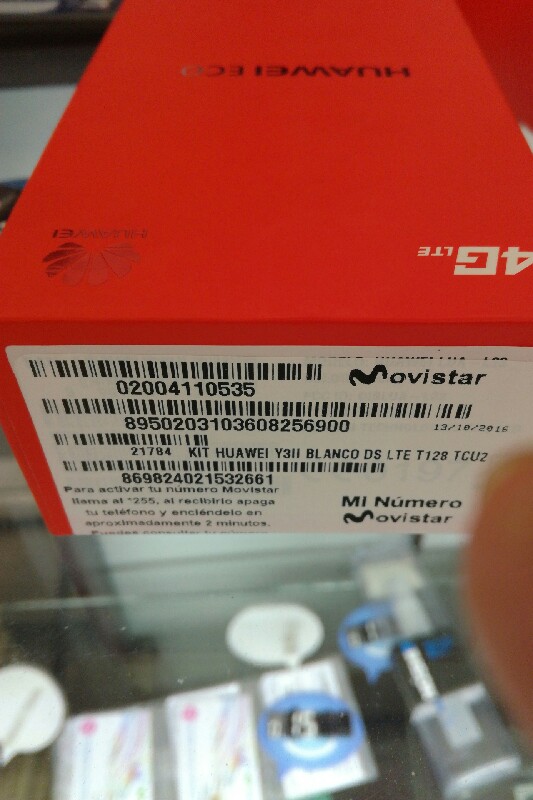 HUAWEI ECO
HUAWEI
4G LTE
02004110535
Movistar
8950203103608256900
13/10/2016
21784 KIT HUAWEI Y3II BLANCO DS LTE T128 TCU2
869824021532661
Para activar tu número Movistar
llama al *255, al recibirlo apaga
tu teléfono y enciéndelo en
aproximadamente 2 minutos.
Mi Número
Movistar